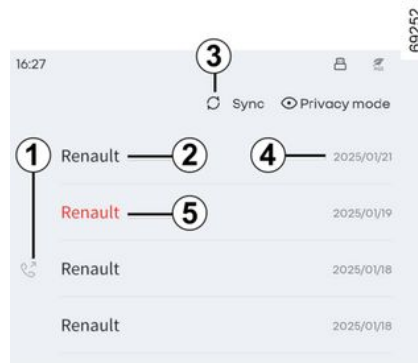 69252
16:27
3
Sync Privacy mode
1 Renault 2 4 2025/01/21
Renault 5 2025/01/19
Renault 2025/01/18
Renault 2025/01/18